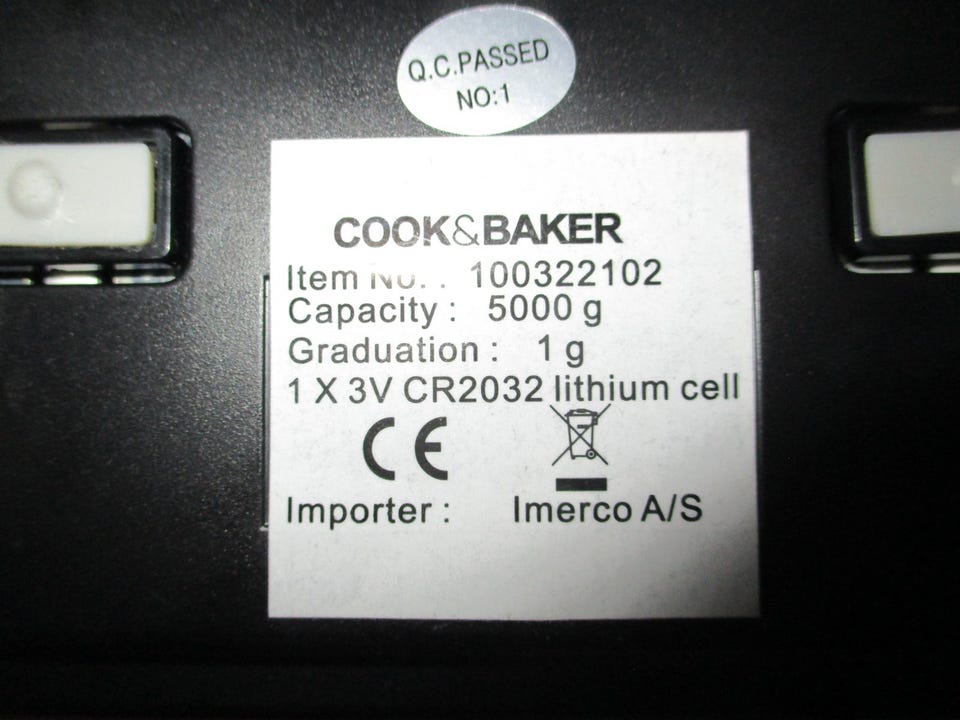 Q.C.PASSED
NO:1
COOK&BAKER
Item No. : 100322102
Capacity : 5000 g
Graduation : 1 g
1 X 3V CR2032 lithium cell
CE
Importer : Imerco A/S